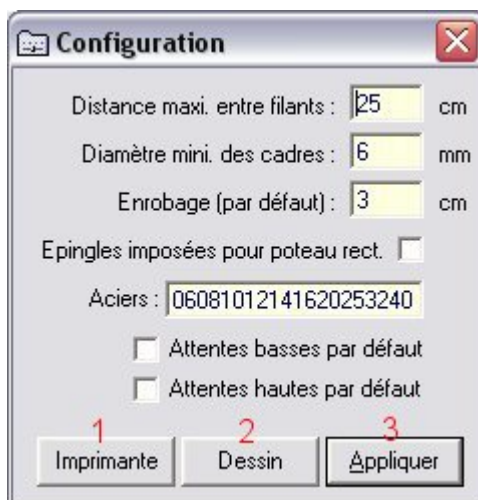 Configuration
Distance maxi. entre filants : 25 cm
Diamètre mini. des cadres : 6 mm
Enrobage (par défaut) : 3 cm
Epingles imposées pour poteau rect.
Aciers : 06081012141620253240
Attentes basses par défaut
Attentes hautes par défaut
1 2 3
Imprimante Dessin Appliquer